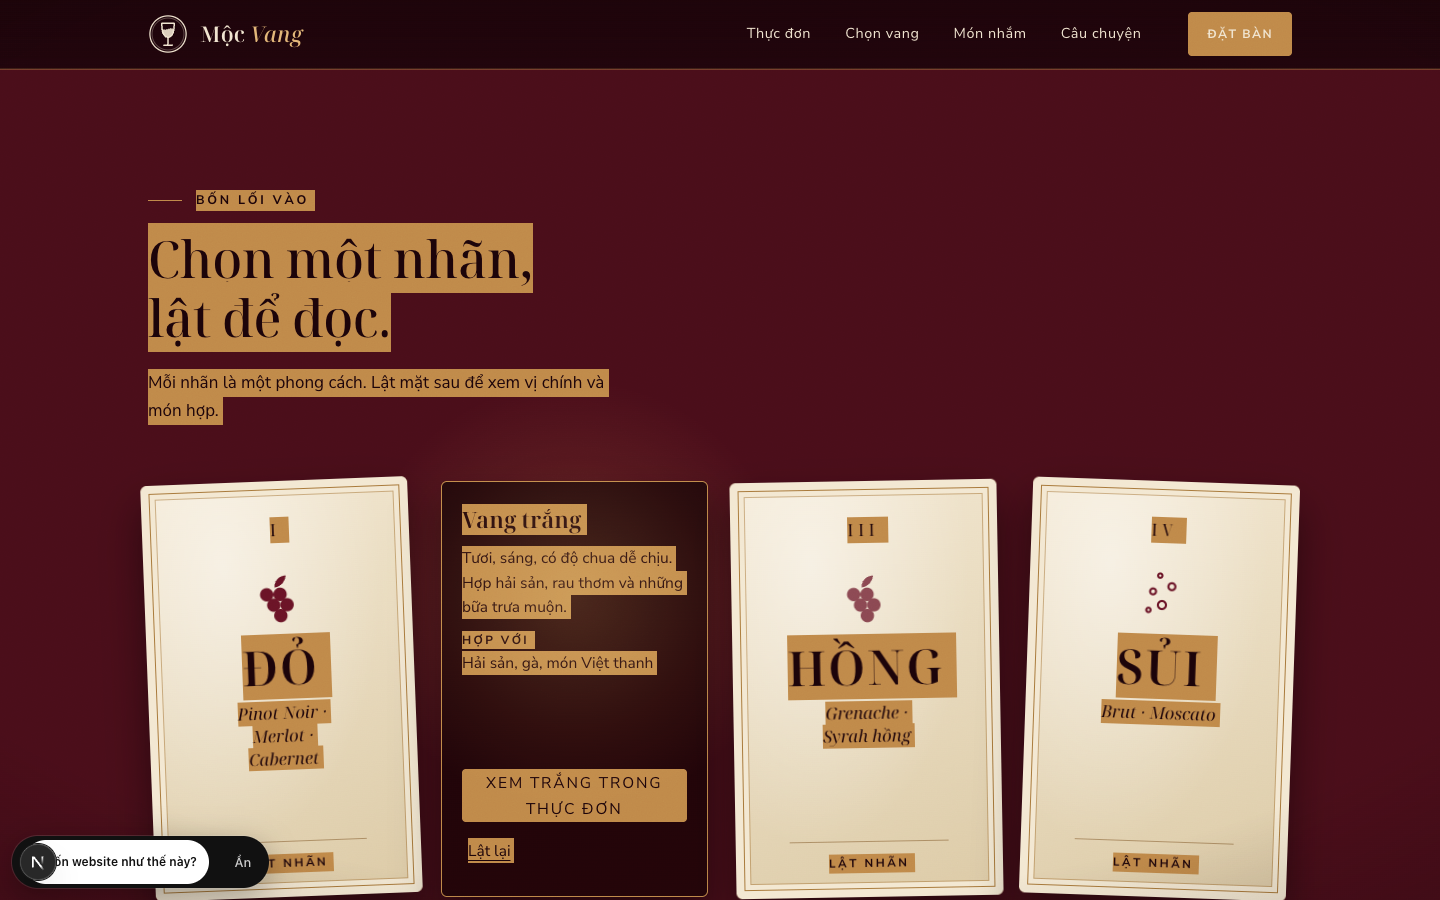 Mộc Vang
Thực đơn
Chọn vang
Món nhắm
Câu chuyện
ĐẶT BÀN
BỐN LỐI VÀO
Chọn một nhãn,
lật để đọc.
Mỗi nhãn là một phong cách. Lật mặt sau để xem vị chính và
món hợp.
I
ĐỎ
Pinot Noir ·
Merlot ·
Cabernet
NHÃN
Vang trắng
Tươi, sáng, có độ chua dễ chịu.
Hợp hải sản, rau thơm và những
bữa trưa muộn.
HỢP VỚI
Hải sản, gà, món Việt thanh
XEM TRẮNG TRONG
THỰC ĐƠN
Lật lại
III
HỒNG
Grenache ·
Syrah hồng
LẬT NHÃN
IV
SỦI
Brut · Moscato
LẬT NHÃN
website như thế này?
Ẩn